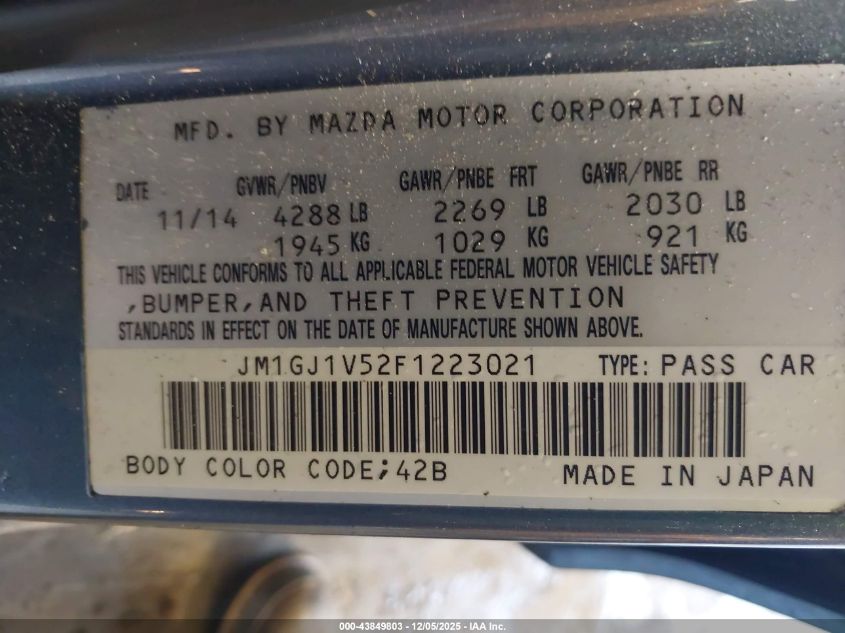 MFD. BY MAZDA MOTOR CORPORATION
DATE GVWR/PNBV GAWR/PNBE FRT GAWR/PNBE RR
11/14 4288 LB 2269 LB 2030 LB
1945 KG 1029 KG 921 KG
THIS VEHICLE CONFORMS TO ALL APPLICABLE FEDERAL MOTOR VEHICLE SAFETY
,BUMPER,AND THEFT PREVENTION
STANDARDS IN EFFECT ON THE DATE OF MANUFACTURE SHOWN ABOVE.
JM1GJ1V52F1223021 TYPE: PASS CAR
BODY COLOR CODE;42B MADE IN JAPAN
000-43849803 - 12/05/2025 - IAA Inc.